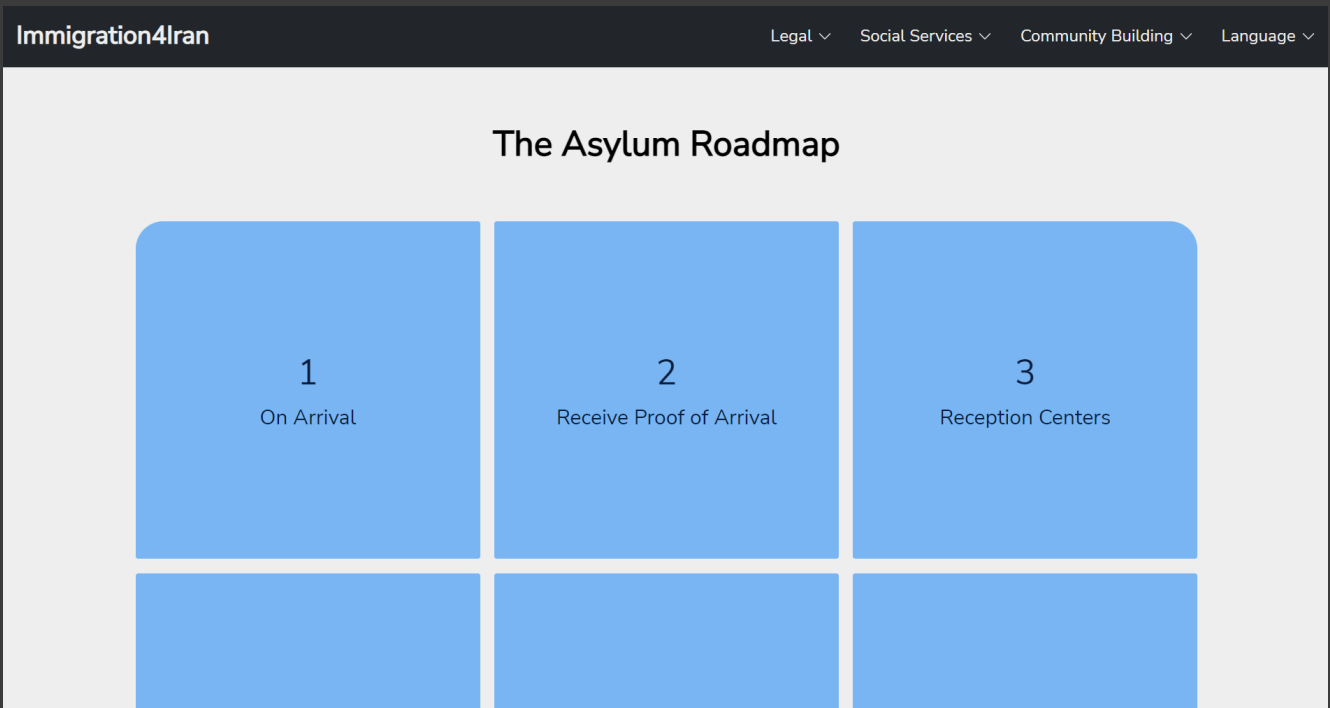 Immigration4Iran
Legal
Social Services
Community Building
Language
The Asylum Roadmap
1
On Arrival
2
Receive Proof of Arrival
3
Reception Centers